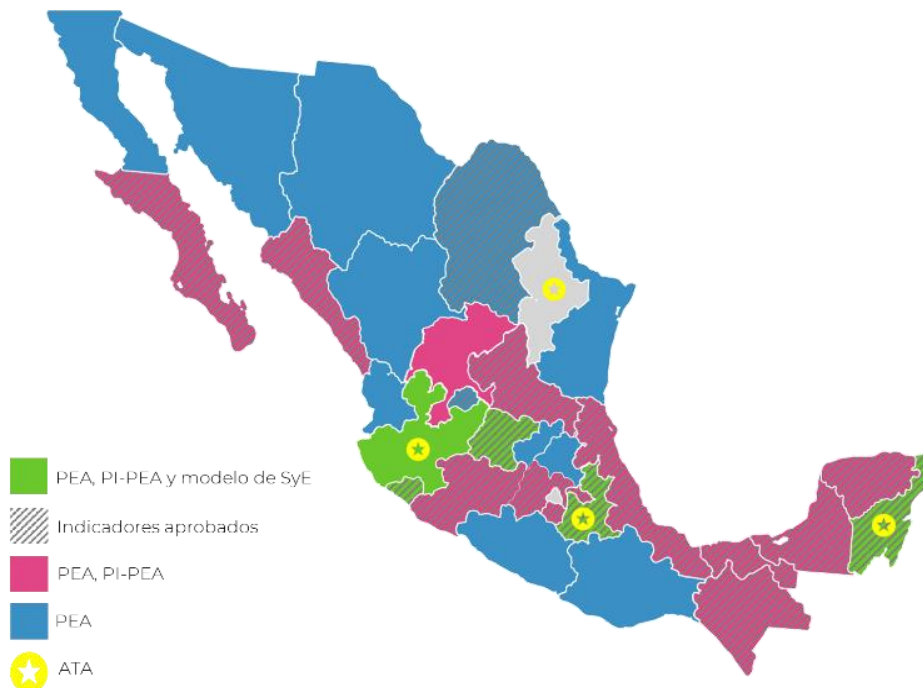 PEA, PI-PEA y modelo de SyE
Indicadores aprobados
PEA, PI-PEA
PEA
ATA